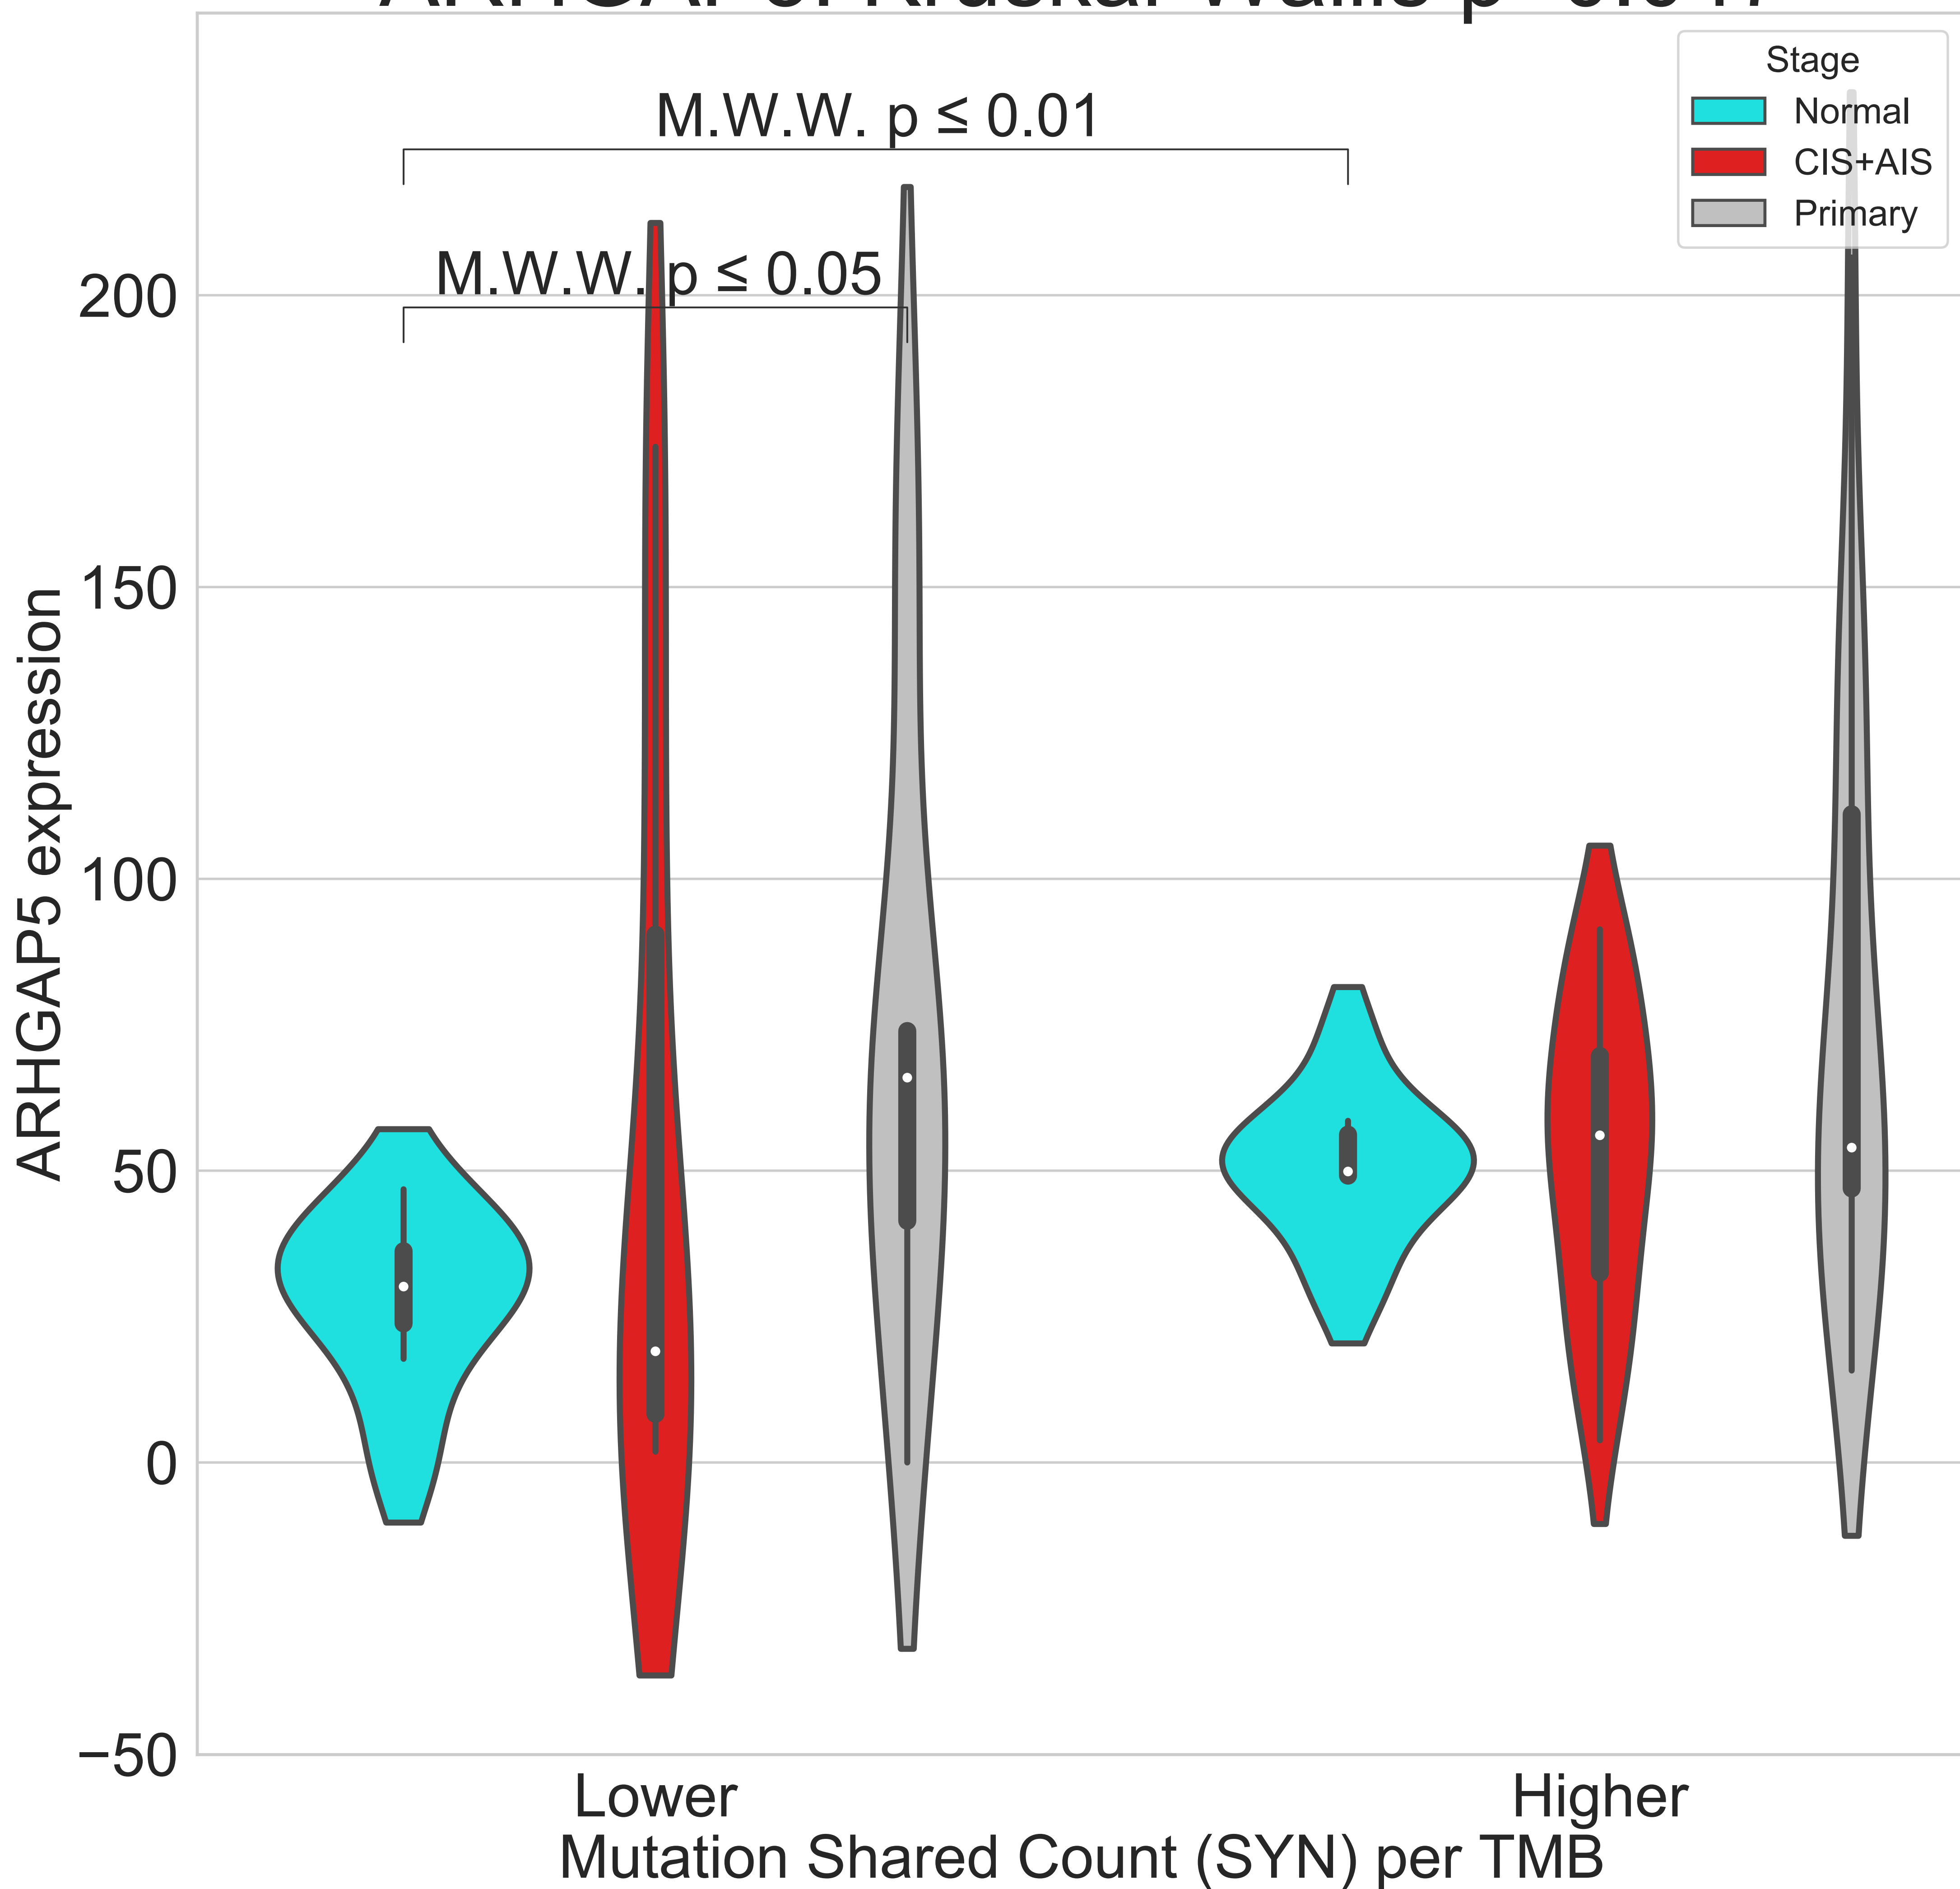 Stage
Normal
CIS+AIS
Primary
M.W.W. p ≤ 0.01
M.W.W. p ≤ 0.05
200
150
100
50
0
−50
ARHGAP5 expression
Lower
Higher
Mutation Shared Count (SYN) per TMB